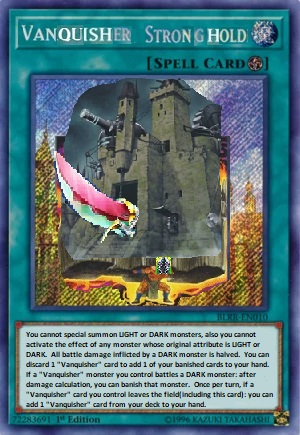 VANQUISHER STRONGHOLD
[SPELL CARD]
BLRR-EN010
You cannot special summon LIGHT or DARK monsters, also you cannot
activate the effect of any monster whose original attribute is LIGHT or
DARK. All battle damage inflicted by a DARK monster is halved. You can
discard 1 "Vanquisher" card to add 1 of your banished cards to your hand.
If a "Vanquisher" monster you control battles a DARK monster: after
damage calculation, you can banish that monster. Once per turn, if a
"Vanquisher" card you control leaves the field(including this card): you can
add 1 "Vanquisher" card from your deck to your hand.
72283691 1st Edition ©1996 KAZUKI TAKAHASHI